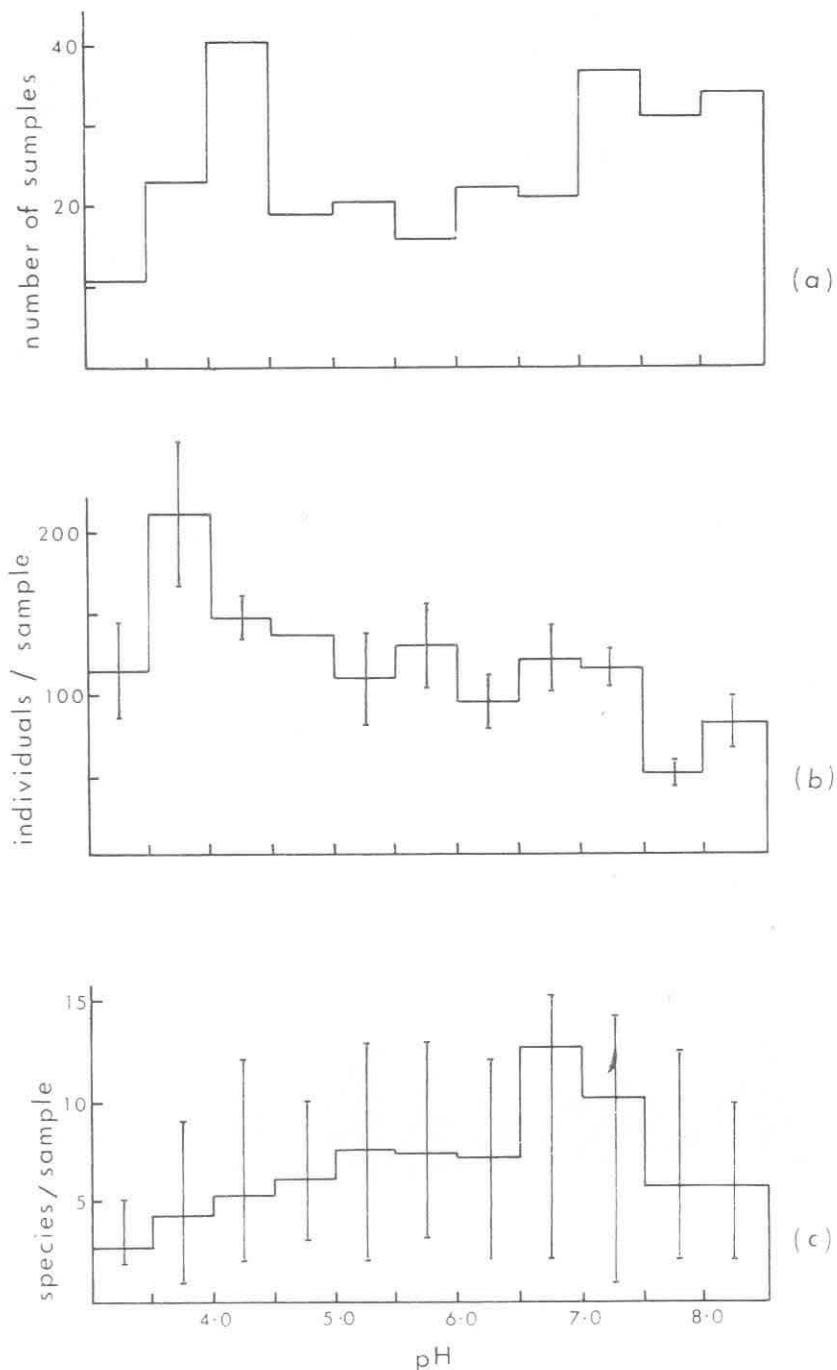 40
20
number of samples
(a)
200
100
individuals / sample
(b)
15
10
5
species/ sample
(c)
4·0 5·0 6·0 7·0 8·0
pH